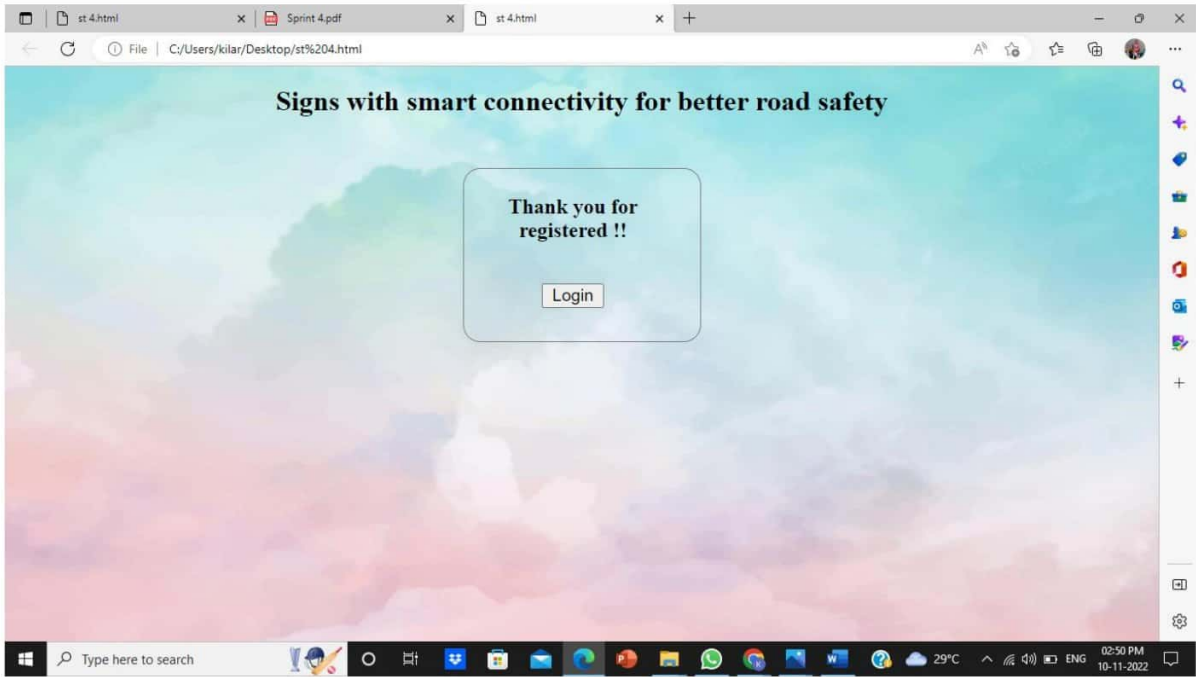 st 4.html
Sprint 4.pdf
st 4.html
File
C:/Users/kilar/Desktop/st%204.html
Signs with smart connectivity for better road safety
Thank you for
registered !!
Login
Type here to search
29°C
ENG
02:50 PM
10-11-2022